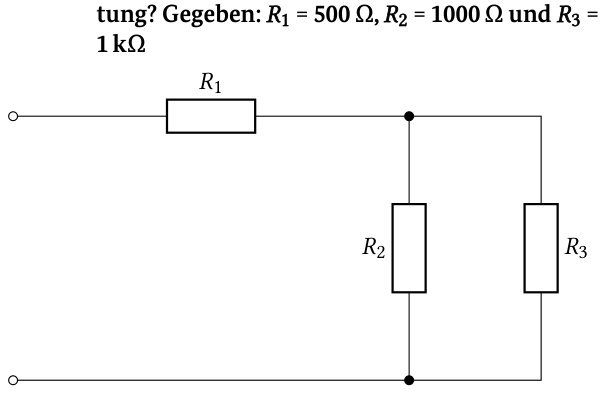 tung? Gegeben: R₁ = 500 Ω, R₂ = 1000 Ω und R₃ =
1 kΩ
R₁
R₂
R₃